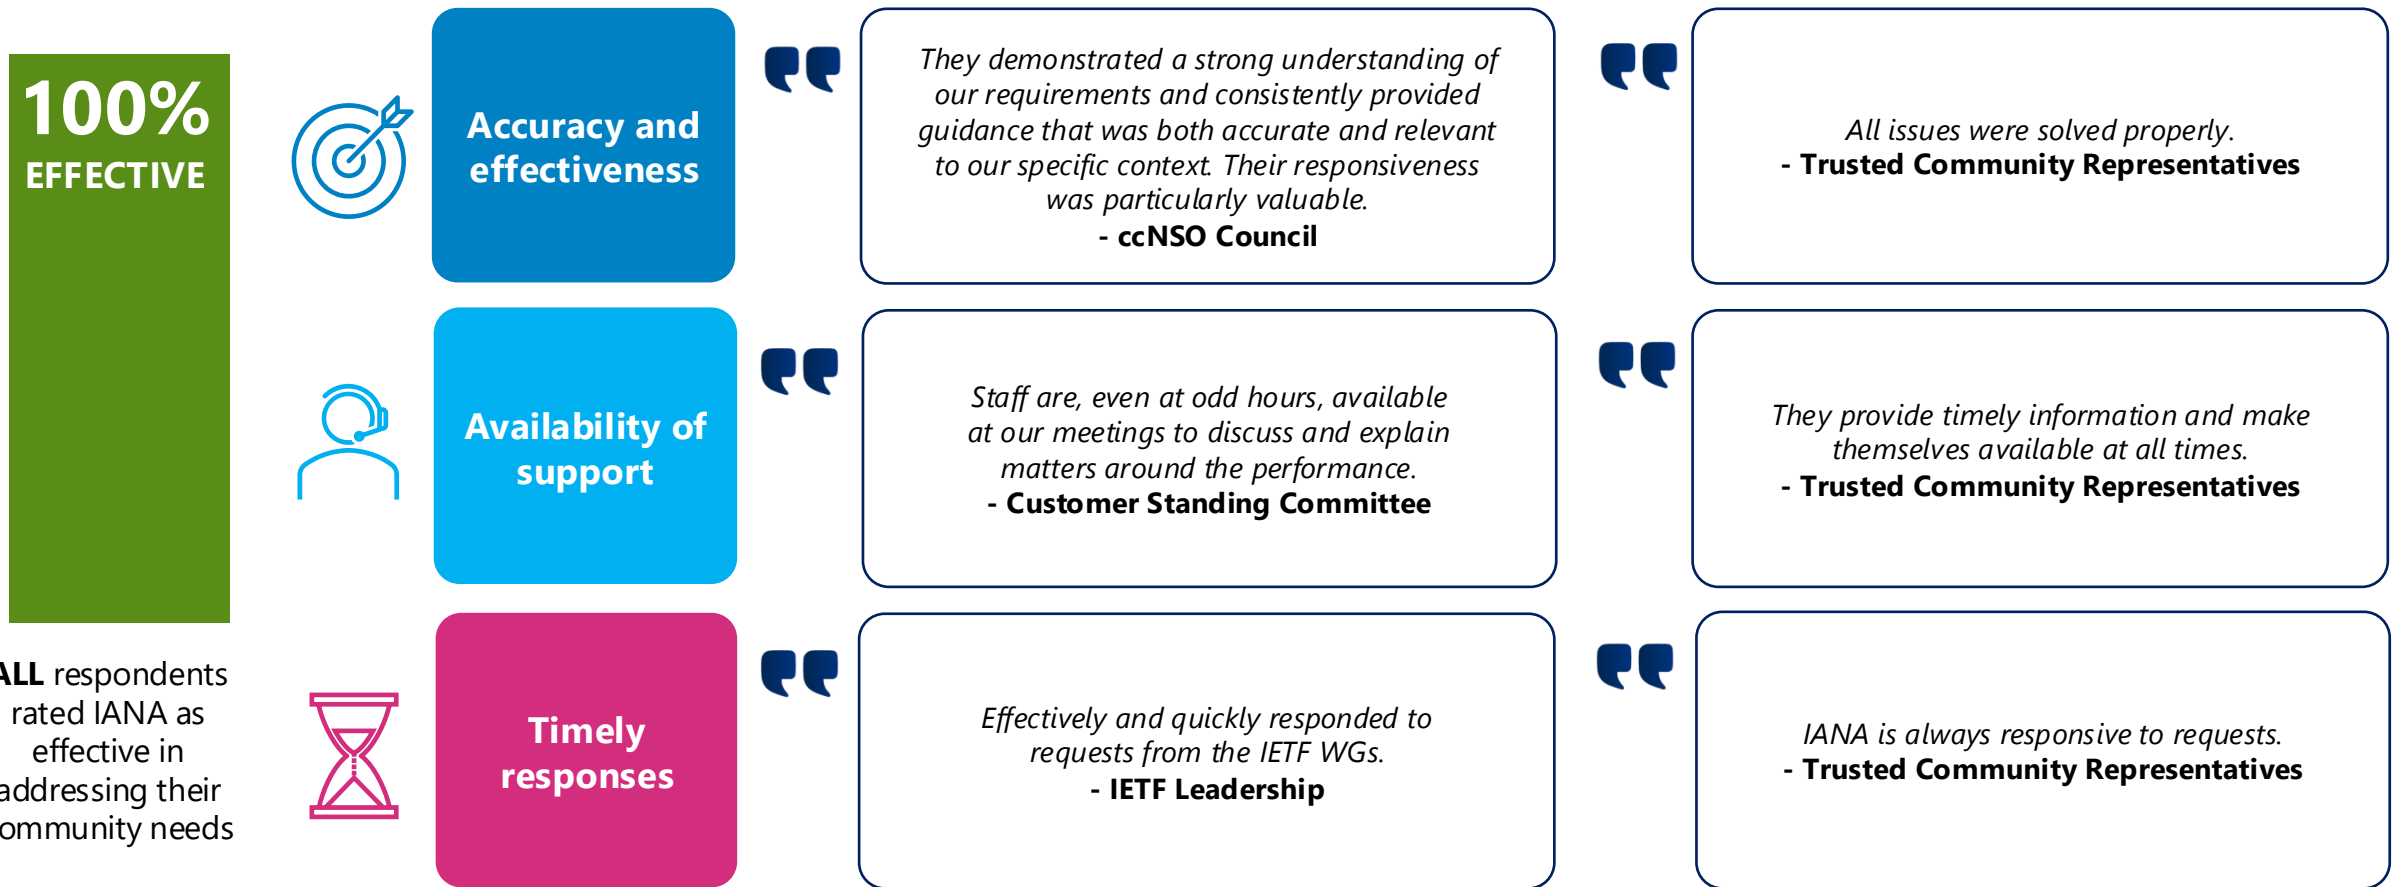 100%
EFFECTIVE
ALL respondents
rated IANA as
effective in
addressing their
community needs
Accuracy and
effectiveness
They demonstrated a strong understanding of
our requirements and consistently provided
guidance that was both accurate and relevant
to our specific context. Their responsiveness
was particularly valuable.
- ccNSO Council
All issues were solved properly.
- Trusted Community Representatives
Availability of
support
Staff are, even at odd hours, available
at our meetings to discuss and explain
matters around the performance.
- Customer Standing Committee
They provide timely information and make
themselves available at all times.
- Trusted Community Representatives
Timely
responses
Effectively and quickly responded to
requests from the IETF WGs.
- IETF Leadership
IANA is always responsive to requests.
- Trusted Community Representatives